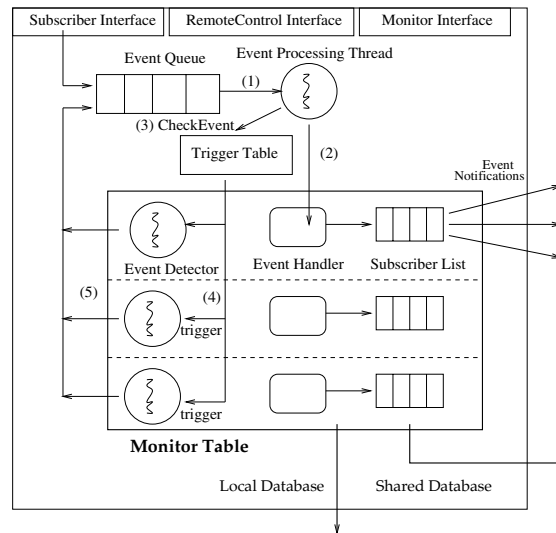 Subscriber Interface
RemoteControl Interface
Monitor Interface
Event Queue
Event Processing Thread
(1)
(3) CheckEvent
(2)
Trigger Table
Event
Notifications
Event Detector
Event Handler
Subscriber List
(5)
(4)
trigger
trigger
Monitor Table
Local Database
Shared Database